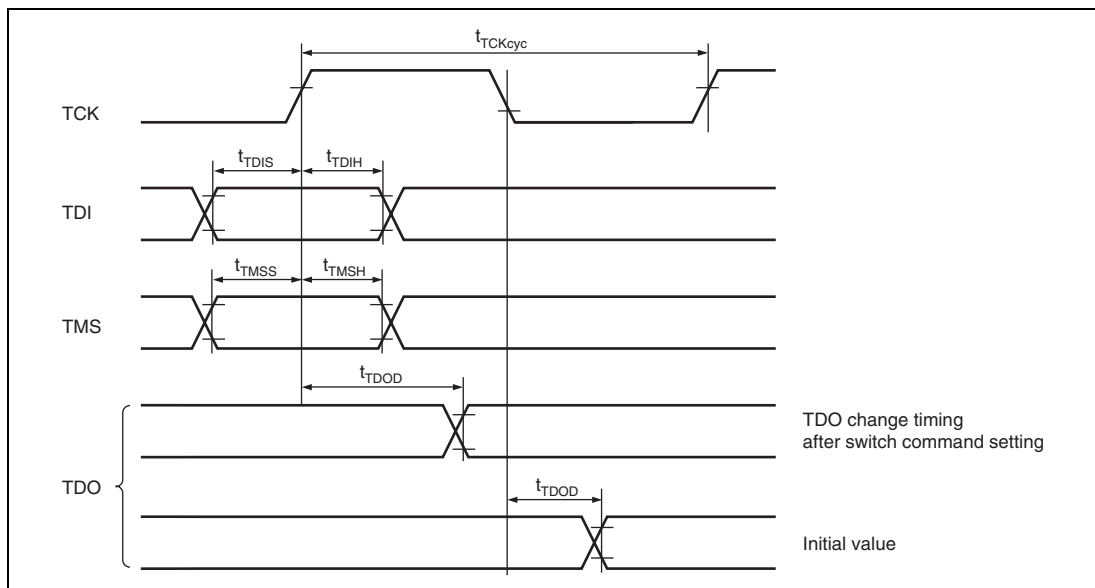 tTCKcyc
TCK
tTDIS
tTDIH
TDI
tTMSS
tTMSH
TMS
tTDOD
TDO change timing
after switch command setting
TDO
tTDOD
Initial value